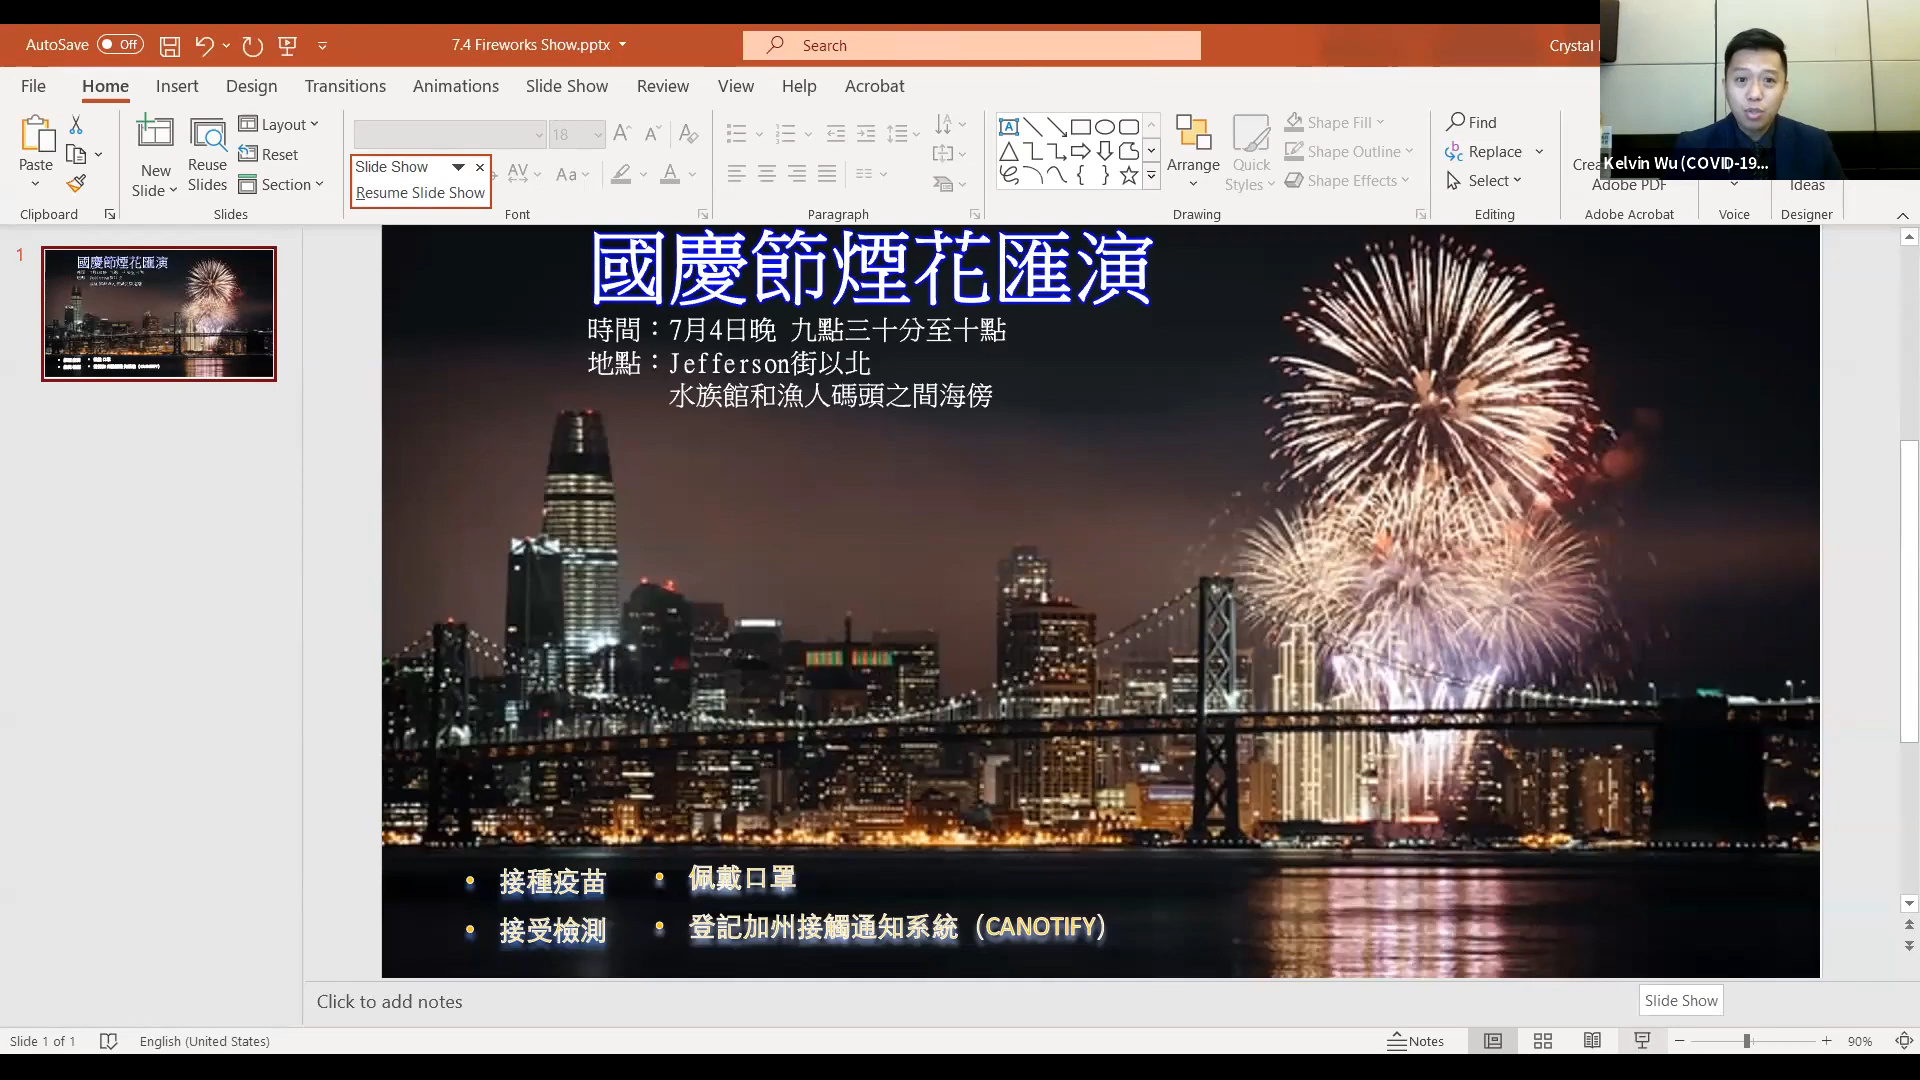 AutoSave Off
7.4 Fireworks Show.pptx
Search
Crystal
File Home Insert Design Transitions Animations Slide Show Review View Help Acrobat
Paste
New Slide
Reuse Slides
Layout
Reset
Section
18
Aa
Slide Show
Resume Slide Show
Arrange
Quick Styles
Shape Fill
Shape Outline
Shape Effects
Find
Replace
Select
Adobe PDF
Ideas
Kelvin Wu (COVID-19...
Clipboard Slides Font Paragraph Drawing Editing Adobe Acrobat Voice Designer
1
國慶節煙花匯演
時間：7月4日晚 九點三十分至十點
地點：Jefferson街以北
水族館和漁人碼頭之間海傍
• 接種疫苗 • 佩戴口罩
• 接受檢測 • 登記加州接觸通知系統（CANOTIFY）
Click to add notes
Slide Show
Slide 1 of 1 English (United States) Notes 90%